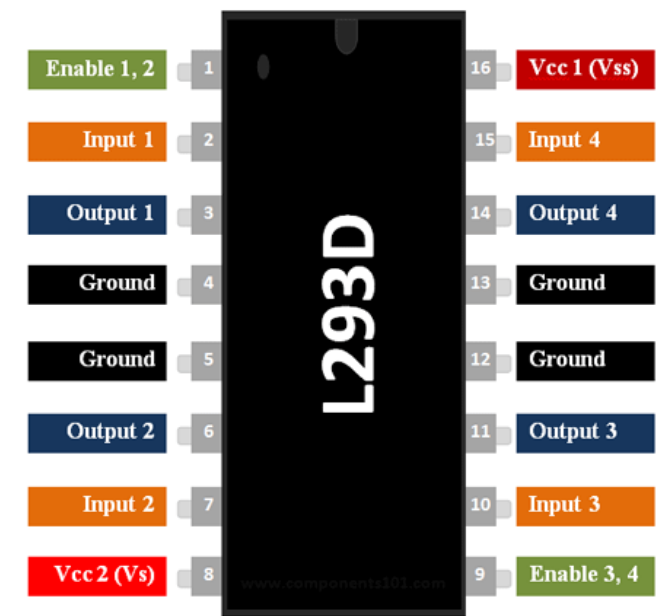 Enable 1, 2 1
16 Vcc 1 (Vss)
Input 1 2
15 Input 4
Output 1 3
14 Output 4
Ground 4
13 Ground
L293D
Ground 5
12 Ground
Output 2 6
11 Output 3
Input 2 7
10 Input 3
Vcc 2 (Vs) 8
9 Enable 3, 4
www.components101.com